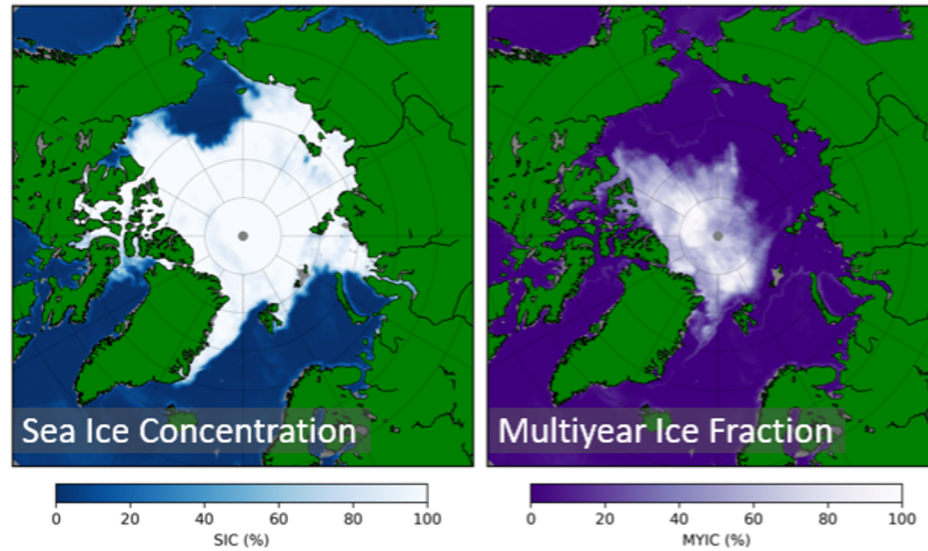 Sea Ice Concentration
Multiyear Ice Fraction
0 20 40 60 80 100
SIC (%)
0 20 40 60 80 100
MYIC (%)